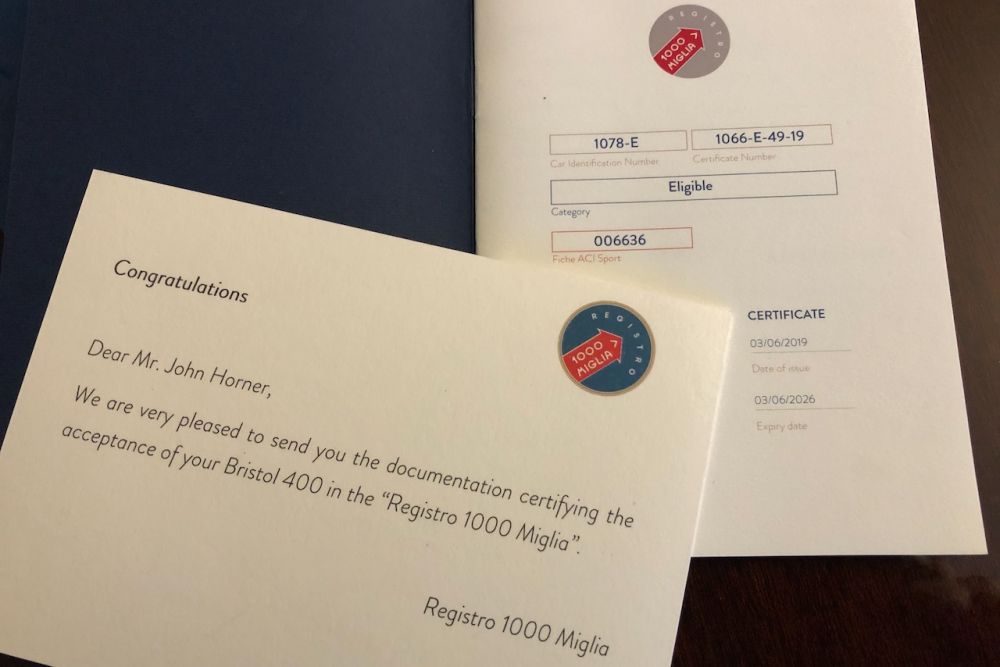 REGISTRO
1000
MIGLIA
1078-E
1066-E-49-19
Car Identification Number
Certificate Number
Eligible
Category
006636
Fiche ACI Sport
CERTIFICATE
03/06/2019
Date of issue
03/06/2026
Expiry date
Congratulations
REGISTRO
1000
MIGLIA
Dear Mr. John Horner,
We are very pleased to send you the documentation certifying the
acceptance of your Bristol 400 in the “Registro 1000 Miglia”.
Registro 1000 Miglia